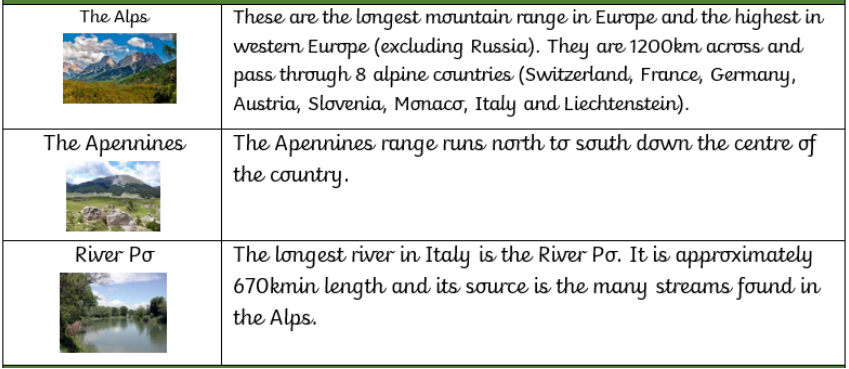 The Alps
These are the longest mountain range in Europe and the highest in
western Europe (excluding Russia). They are 1200km across and
pass through 8 alpine countries (Switzerland, France, Germany,
Austria, Slovenia, Monaco, Italy and Liechtenstein).
The Apennines
The Apennines range runs north to south down the centre of
the country.
River Po
The longest river in Italy is the River Po. It is approximately
670kmin length and its source is the many streams found in
the Alps.